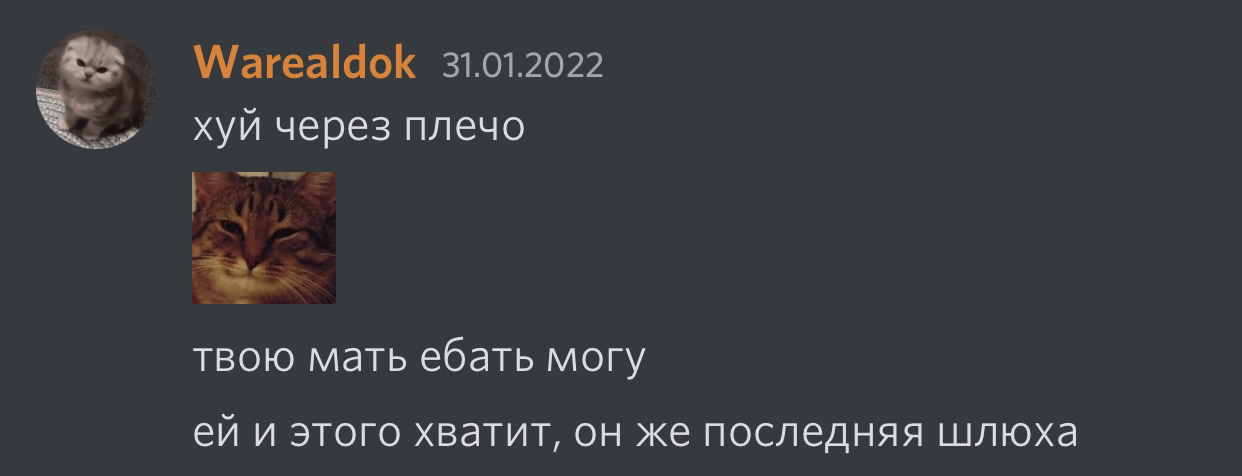 Warealdok 31.01.2022
хуй через плечо
твою мать ебать могу
ей и этого хватит, он же последняя шлюха